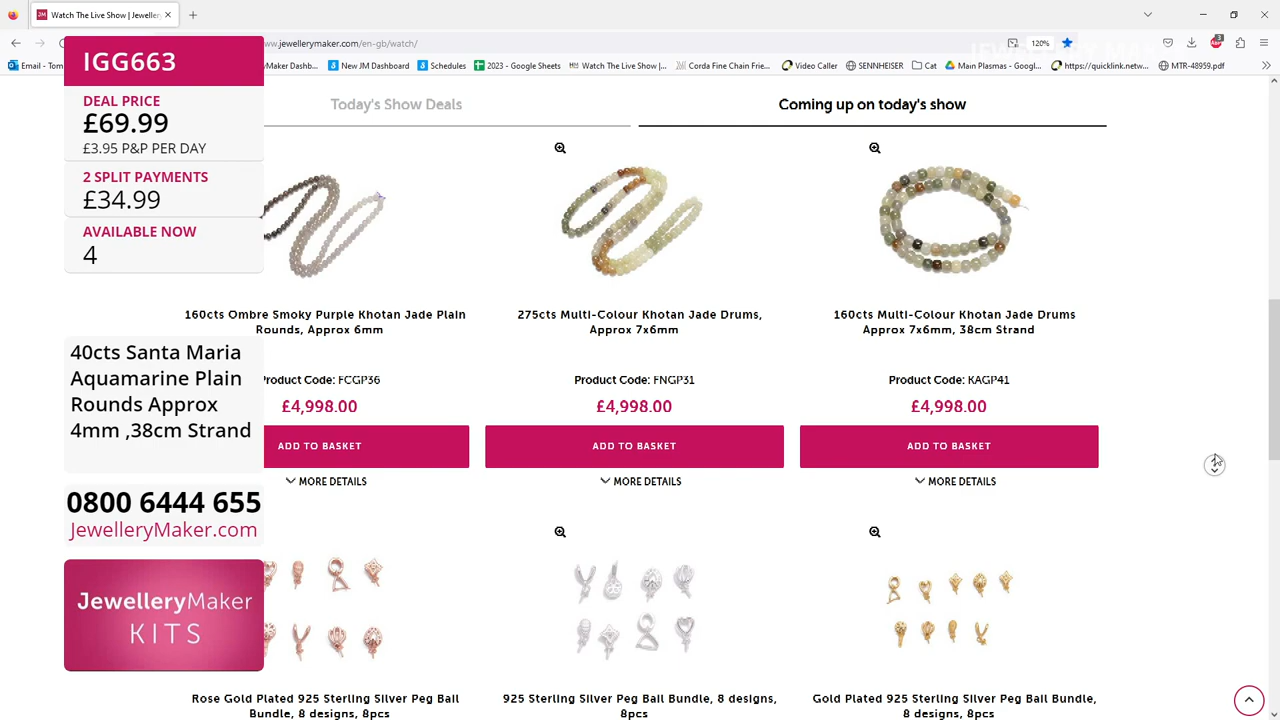 Watch The Live Show | Jeweller
ww.jewellerymaker.com/en-gb/watch/
120%
3
Email - Tom
Maker Dashb...
New JM Dashboard
Schedules
2023 - Google Sheets
Watch The Live Show |...
Corda Fine Chain Frie...
Video Caller
SENNHEISER
Cat
Main Plasmas - Googl...
https://quicklink.netw...
MTR-48959.pdf
IGG663
DEAL PRICE
£69.99
£3.95 P&P PER DAY
2 SPLIT PAYMENTS
£34.99
AVAILABLE NOW
4
40cts Santa Maria
Aquamarine Plain
Rounds Approx
4mm ,38cm Strand
0800 6444 655
JewelleryMaker.com
JewelleryMaker
KITS
Today's Show Deals
Coming up on today's show
160cts Ombre Smoky Purple Khotan Jade Plain
Rounds, Approx 6mm
Product Code: FCGP36
£4,998.00
ADD TO BASKET
MORE DETAILS
275cts Multi-Colour Khotan Jade Drums,
Approx 7x6mm
Product Code: FNGP31
£4,998.00
ADD TO BASKET
MORE DETAILS
160cts Multi-Colour Khotan Jade Drums
Approx 7x6mm, 38cm Strand
Product Code: KAGP41
£4,998.00
ADD TO BASKET
MORE DETAILS
Rose Gold Plated 925 Sterling Silver Peg Bail
Bundle, 8 designs, 8pcs
925 Sterling Silver Peg Bail Bundle, 8 designs,
8pcs
Gold Plated 925 Sterling Silver Peg Bail Bundle,
8 designs, 8pcs